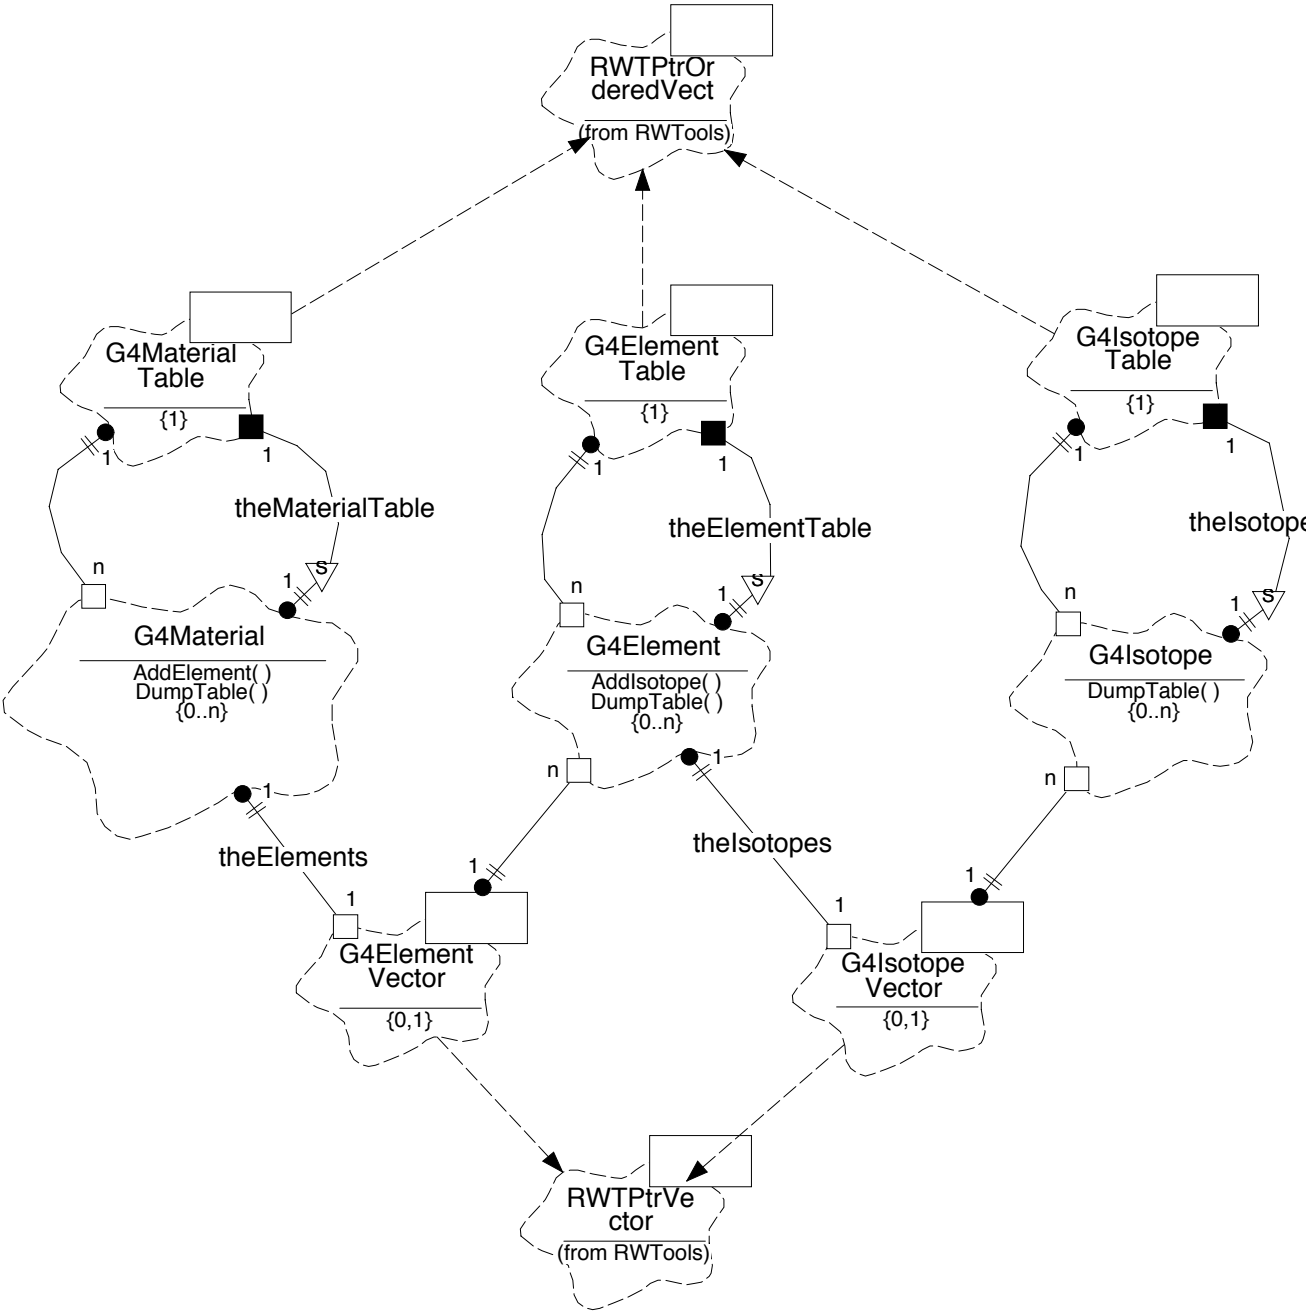 RWTPtrOr
deredVect
(from RWTools)
G4Material
Table
{1}
1
1
G4Element
Table
{1}
1
1
G4Isotope
Table
{1}
1
1
theMaterialTable
theElementTable
theIsotope
n
1
S
n
1
S
n
1
S
G4Material
AddElement( )
DumpTable( )
{0..n}
1
G4Element
AddIsotope( )
DumpTable( )
{0..n}
n
1
G4Isotope
DumpTable( )
{0..n}
n
theElements
theIsotopes
1
1
1
1
G4Element
Vector
{0,1}
G4Isotope
Vector
{0,1}
RWTPtrVe
ctor
(from RWTools)